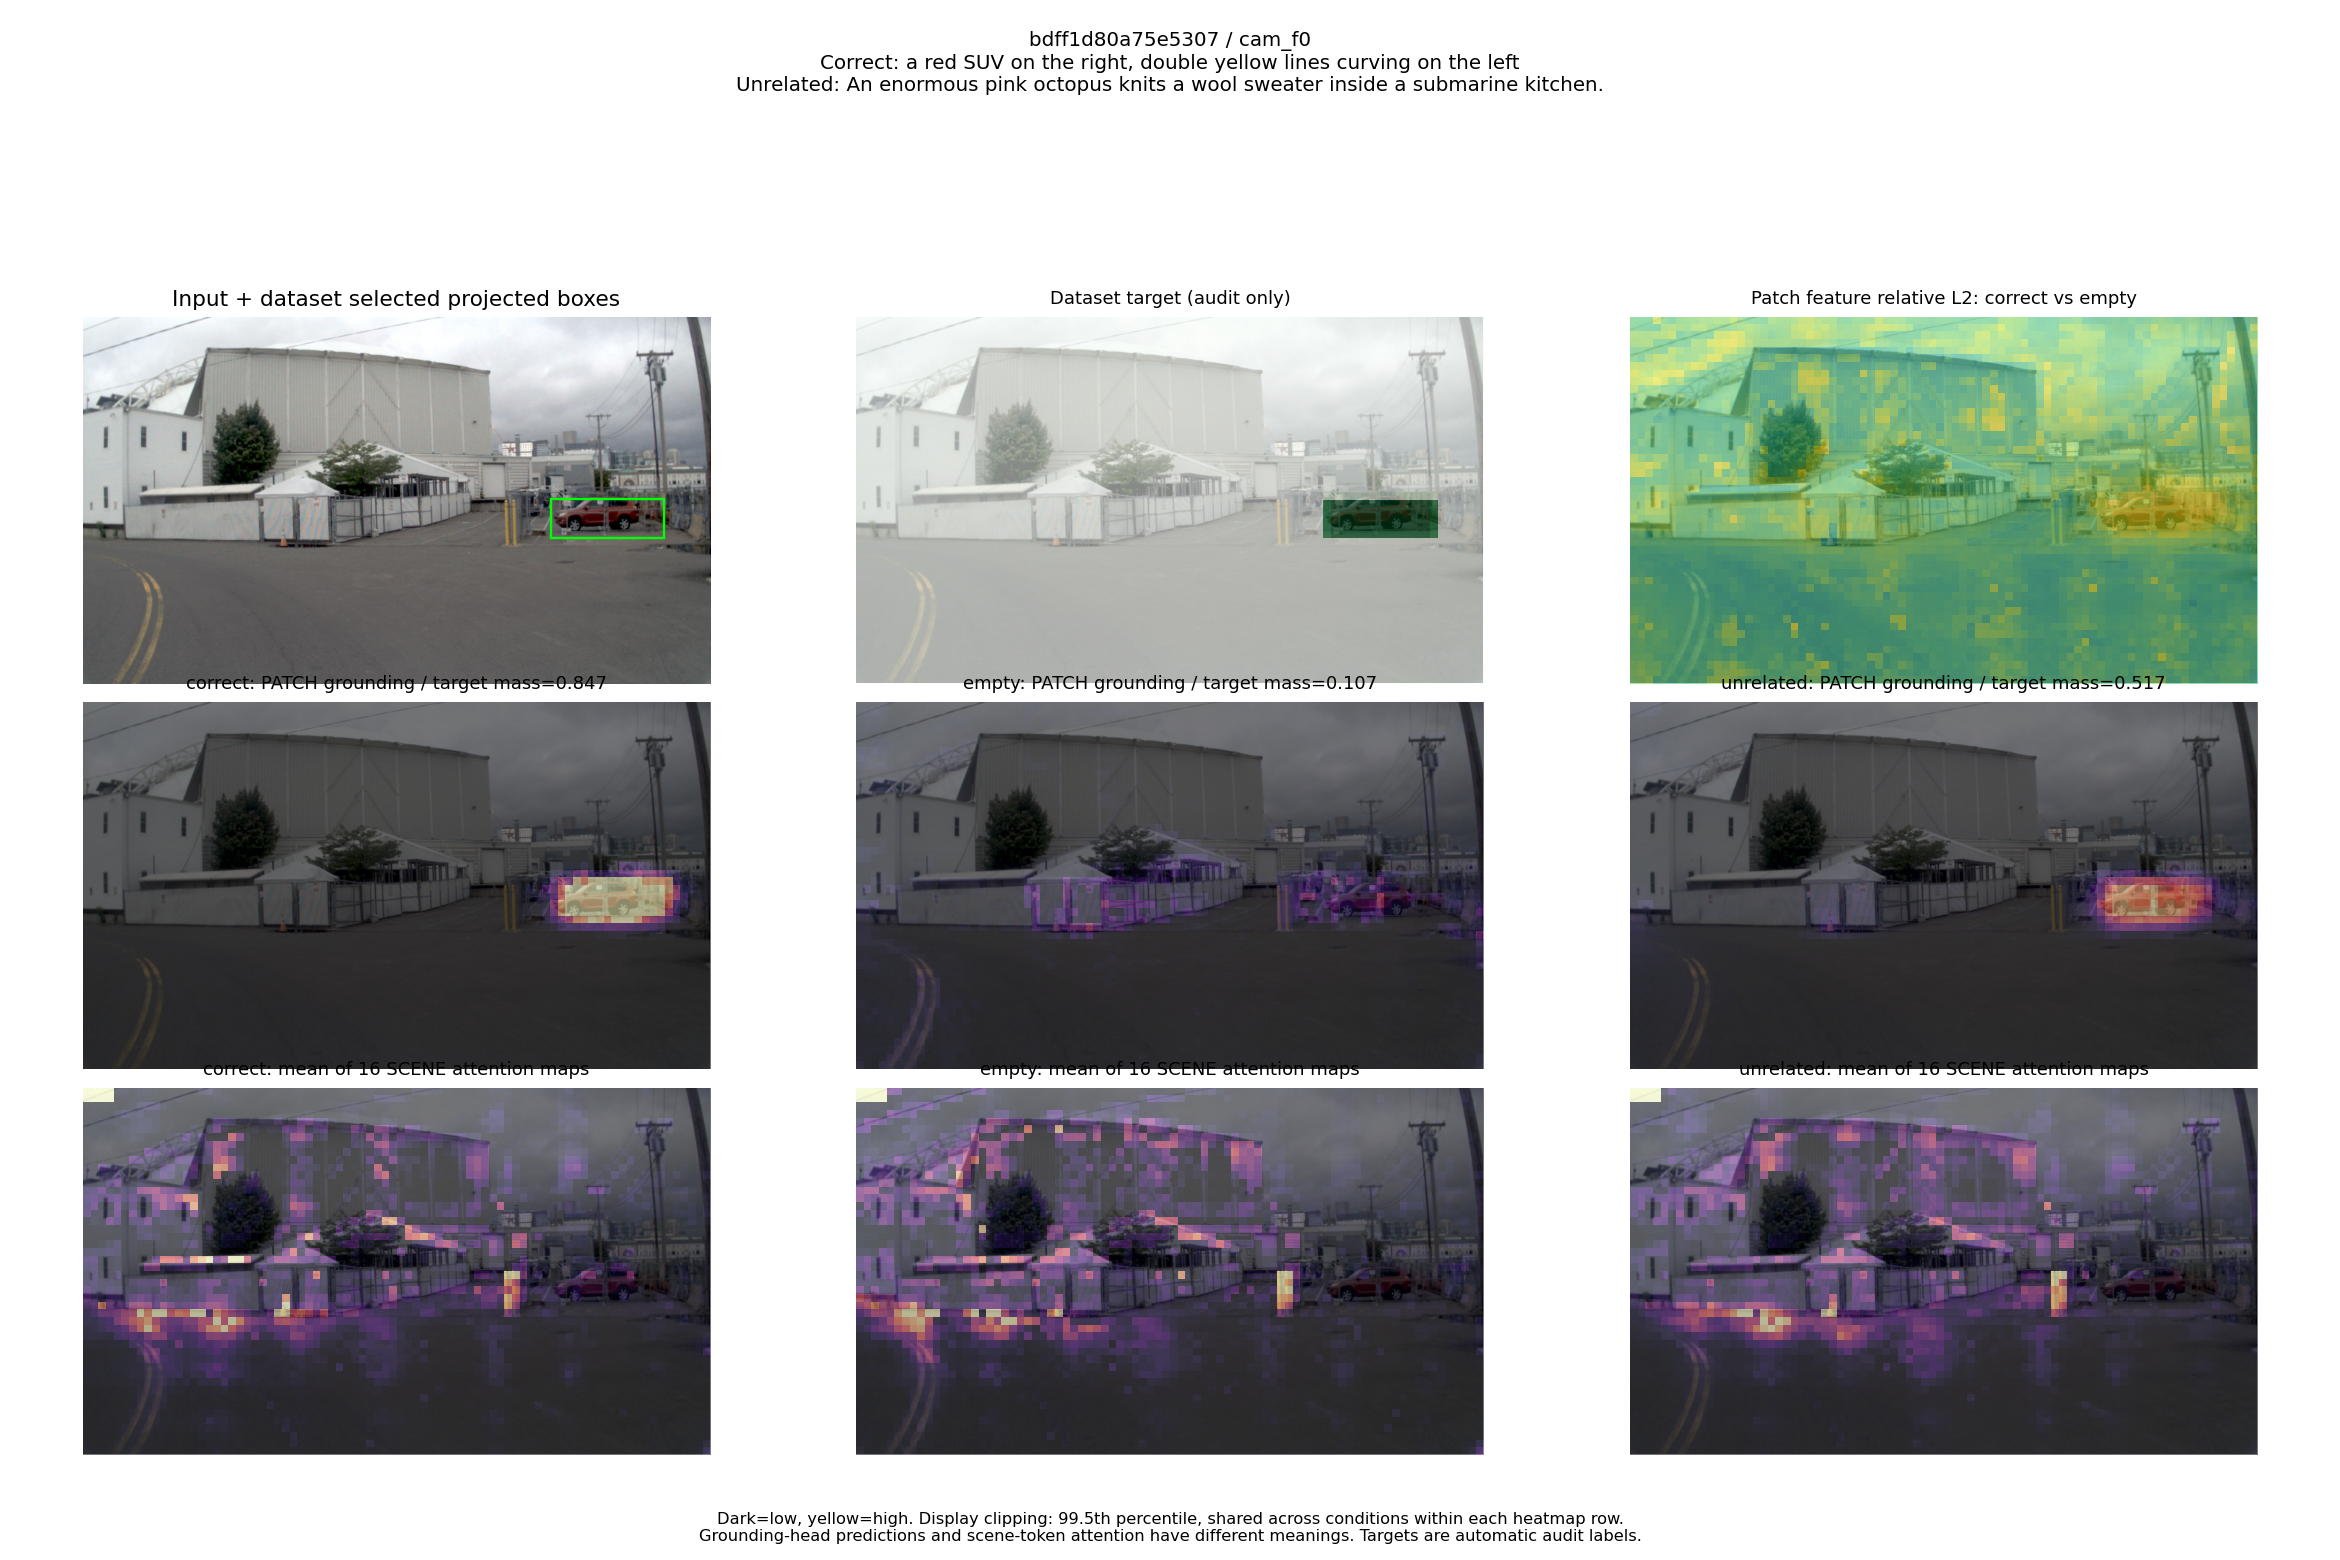 bdff1d80a75e5307 / cam_f0
Correct: a red SUV on the right, double yellow lines curving on the left
Unrelated: An enormous pink octopus knits a wool sweater inside a submarine kitchen.
Input + dataset selected projected boxes
Dataset target (audit only)
Patch feature relative L2: correct vs empty
correct: PATCH grounding / target mass=0.847
empty: PATCH grounding / target mass=0.107
unrelated: PATCH grounding / target mass=0.517
correct: mean of 16 SCENE attention maps
empty: mean of 16 SCENE attention maps
unrelated: mean of 16 SCENE attention maps
Dark=low, yellow=high. Display clipping: 99.5th percentile, shared across conditions within each heatmap row.
Grounding-head predictions and scene-token attention have different meanings. Targets are automatic audit labels.